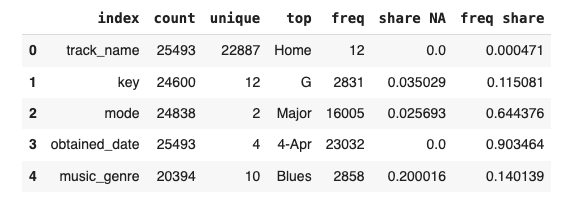 index count unique top freq share NA freq share
0 track_name 25493 22887 Home 12 0.0 0.000471
1 key 24600 12 G 2831 0.035029 0.115081
2 mode 24838 2 Major 16005 0.025693 0.644376
3 obtained_date 25493 4 4-Apr 23032 0.0 0.903464
4 music_genre 20394 10 Blues 2858 0.200016 0.140139